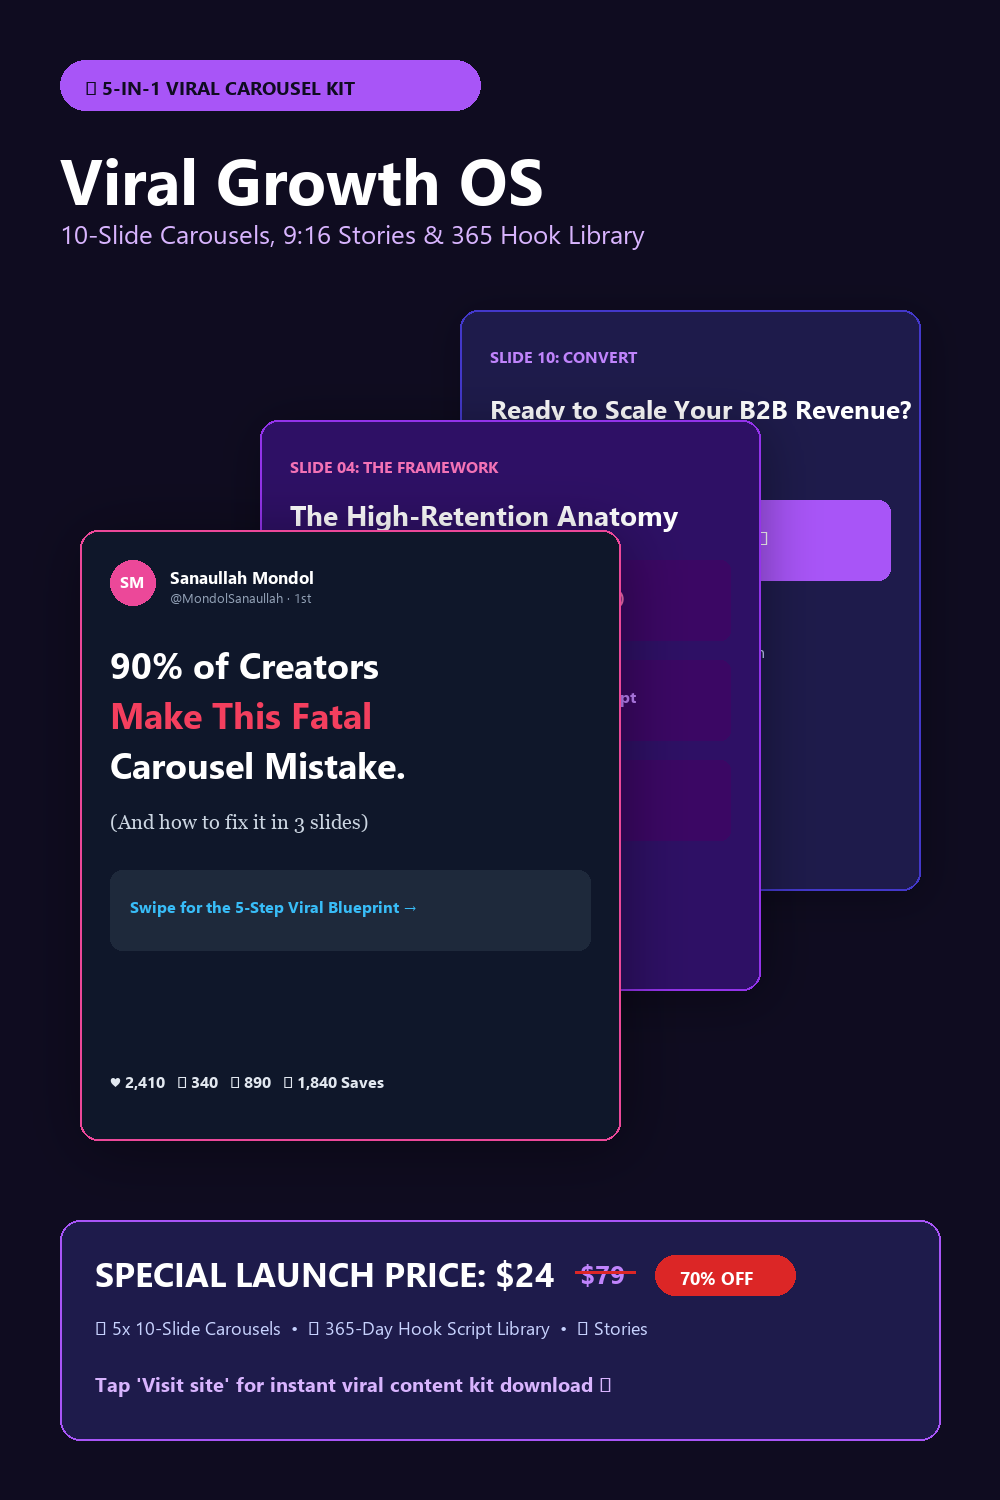 5-IN-1 VIRAL CAROUSEL KIT
Viral Growth OS
10-Slide Carousels, 9:16 Stories & 365 Hook Library
SLIDE 10: CONVERT
Ready to Scale Your B2B Revenue?
SLIDE 04: THE FRAMEWORK
The High-Retention Anatomy
SM
Sanaullah Mondol
@MondolSanaullah · 1st
90% of Creators
Make This Fatal
Carousel Mistake.
(And how to fix it in 3 slides)
Swipe for the 5-Step Viral Blueprint →
♥ 2,410 340 890 1,840 Saves
SPECIAL LAUNCH PRICE: $24 $79 70% OFF
5x 10-Slide Carousels • 365-Day Hook Script Library • Stories
Tap 'Visit site' for instant viral content kit download